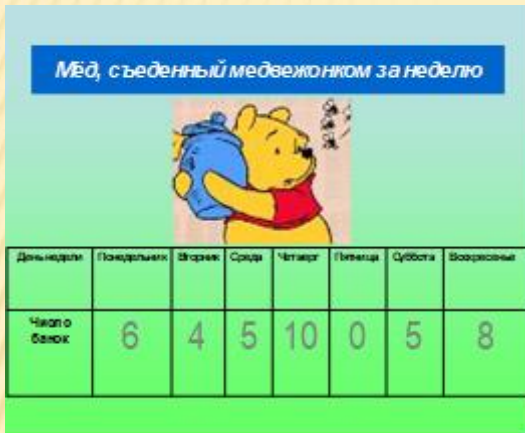 Мёд, съеденный медвежонком за неделю
День недели Понедельник Вторник Среда Четверг Пятница Суббота Воскресенье
Число
банок 6 4 5 10 0 5 8